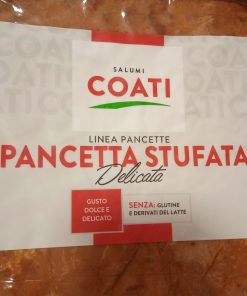 SALUMI
COATI
LINEA PANCETTE
PANCETTA STUFATA
Delicata
GUSTO
DOLCE E
DELICATO
SENZA: GLUTINE
E DERIVATI DEL LATTE